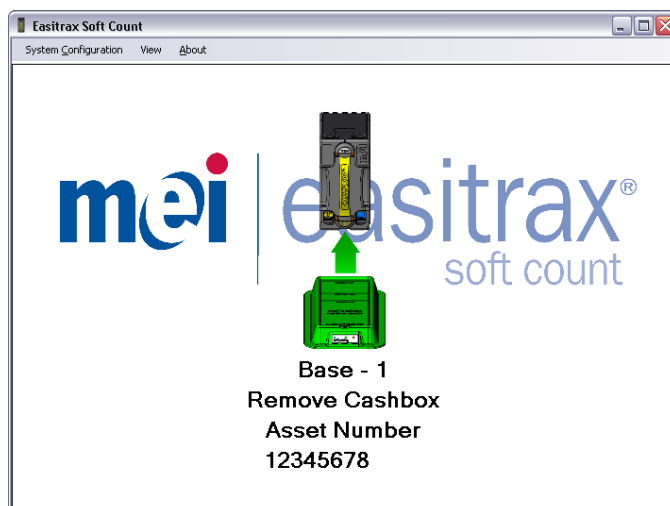 Easitrax Soft Count
System Configuration View About
mei easitrax®
soft count
Base - 1
Remove Cashbox
Asset Number
12345678